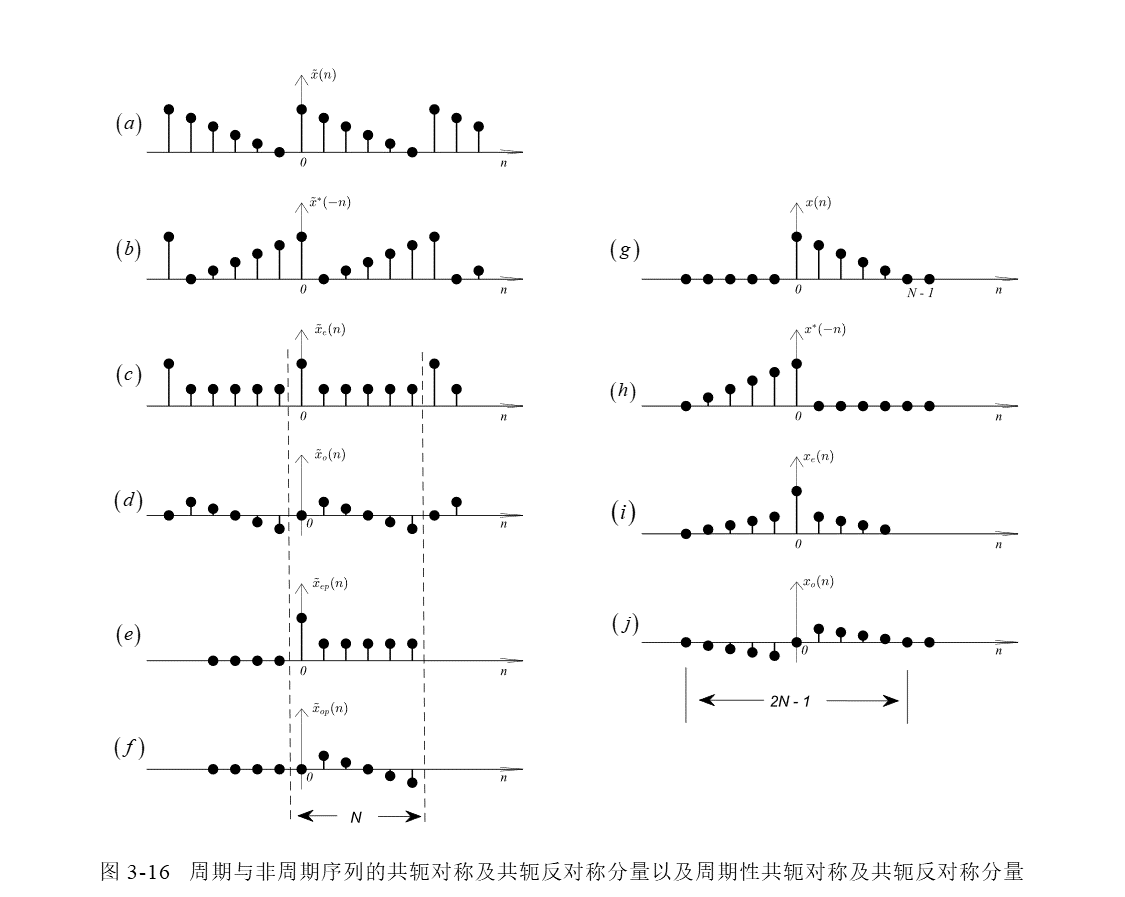 (a) x̃(n)
0 n
(b) x̃*(-n)
0 n
(c) x̃ₑ(n)
0 n
(d) x̃ₒ(n)
0 n
(e) x̃ₑₚ(n)
0 n
(f) x̃ₒₚ(n)
0 n
N
(g) x(n)
0 N - 1 n
(h) x*(-n)
0 n
(i) xₑ(n)
0 n
(j) xₒ(n)
0 n
2N - 1
图 3-16 周期与非周期序列的共轭对称及共轭反对称分量以及周期性共轭对称及共轭反对称分量